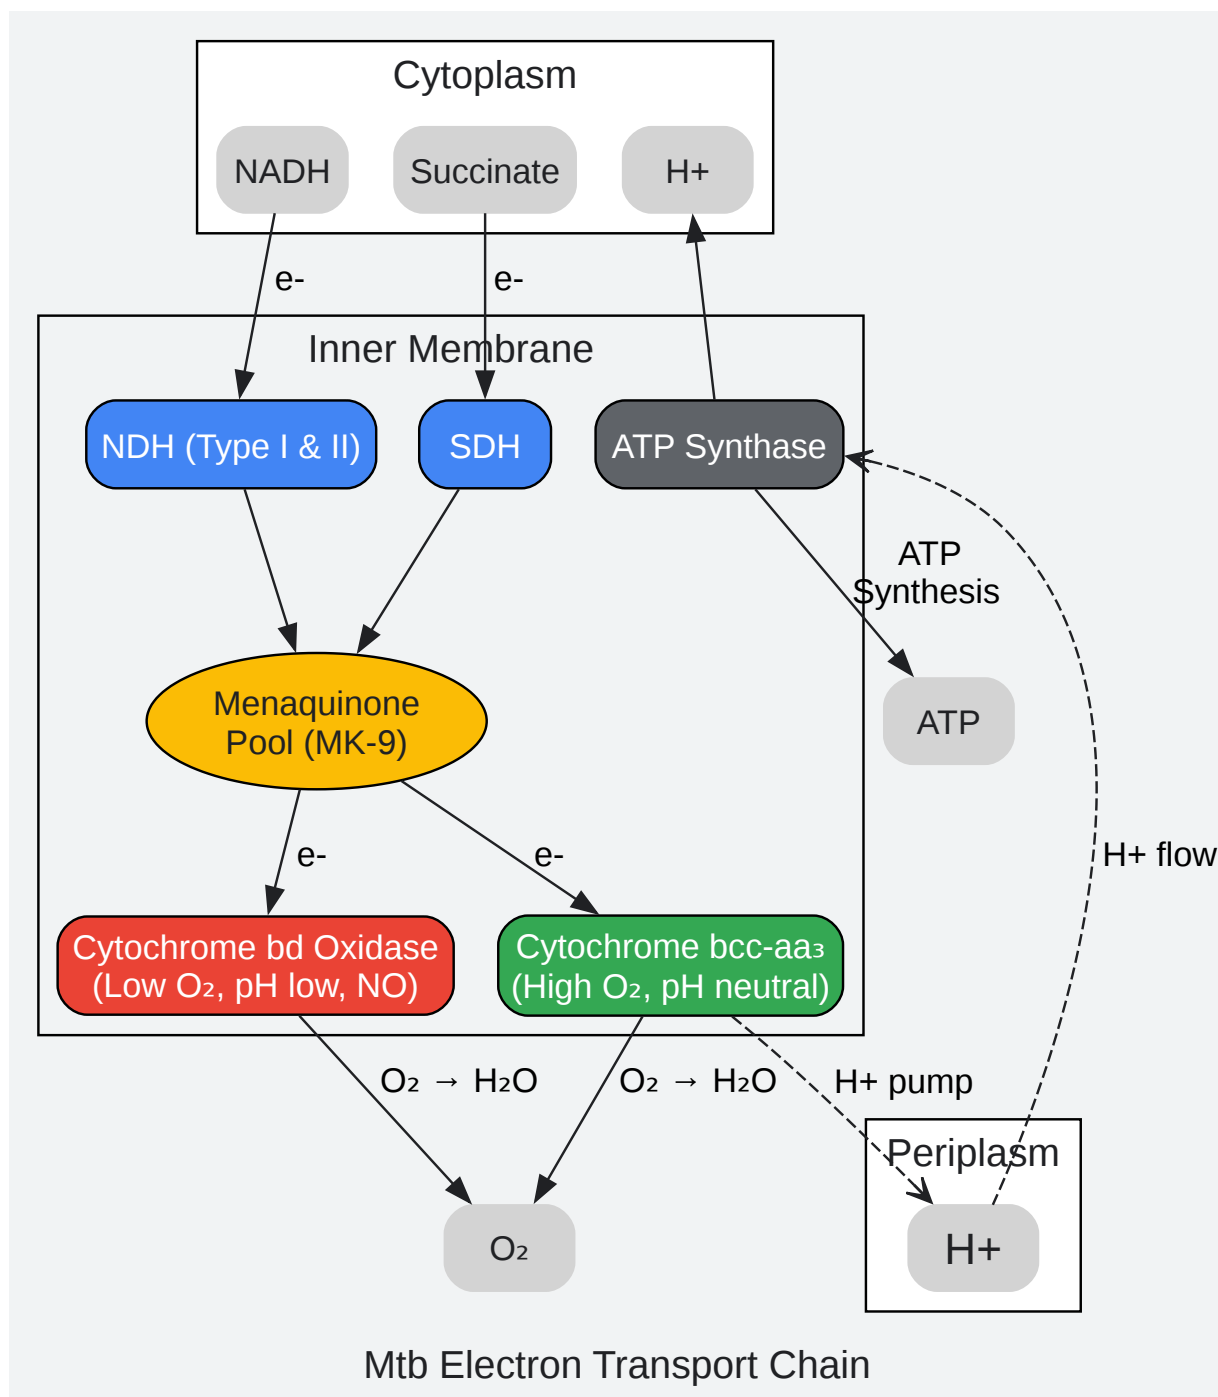 Cytoplasm
NADH
Succinate
H+
e-
e-
Inner Membrane
NDH (Type I & II)
SDH
ATP Synthase
ATP
Synthesis
Menaquinone
Pool (MK-9)
ATP
e-
e-
H+ flow
Cytochrome bd Oxidase
(Low O₂, pH low, NO)
Cytochrome bcc-aa₃
(High O₂, pH neutral)
O₂ → H₂O
O₂ → H₂O
H+ pump
Periplasm
O₂
H+
Mtb Electron Transport Chain